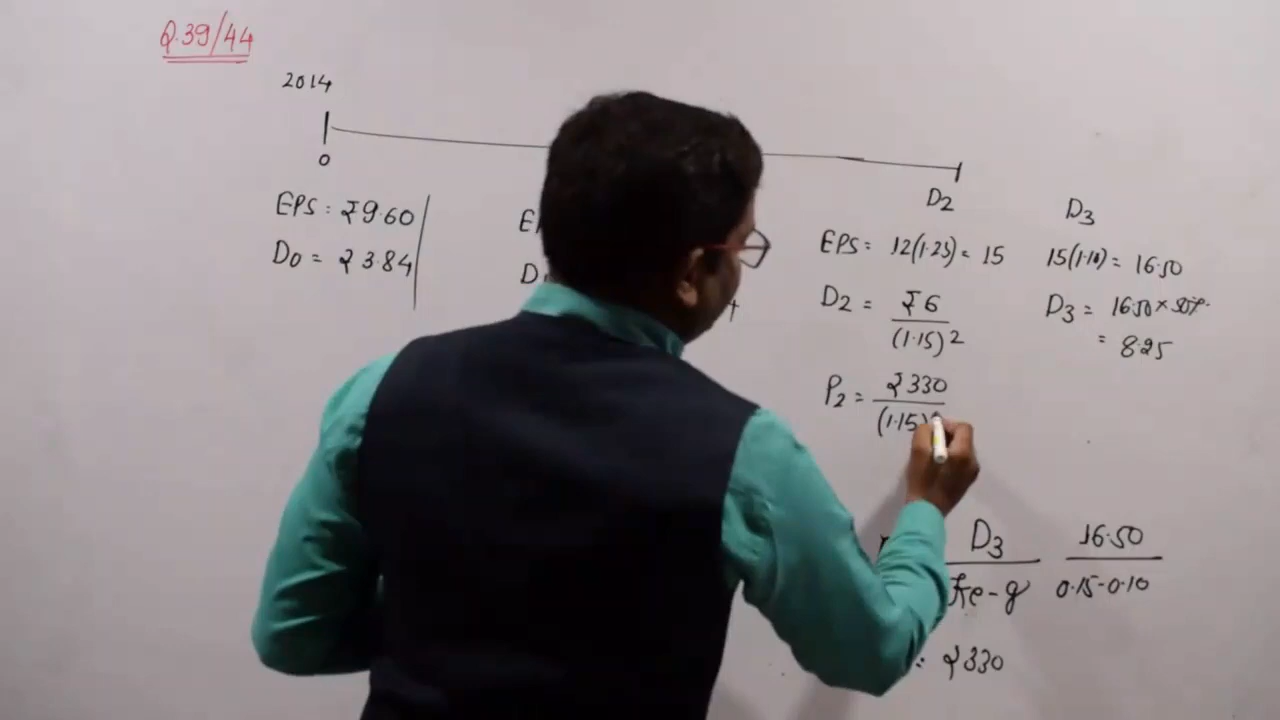 Q.39/44
2014
0
EPS: ₹9.60
D0 = ₹3.84
D2
EPS = 12(1.25) = 15
D2 = ₹6
(1.15)2
P2 = ₹330
(1.15)
D3
15(1.10) = 16.50
D3 = 16.50 × 50%
= 8.25
D3
Ke-g
16.50
0.15-0.10
= ₹330